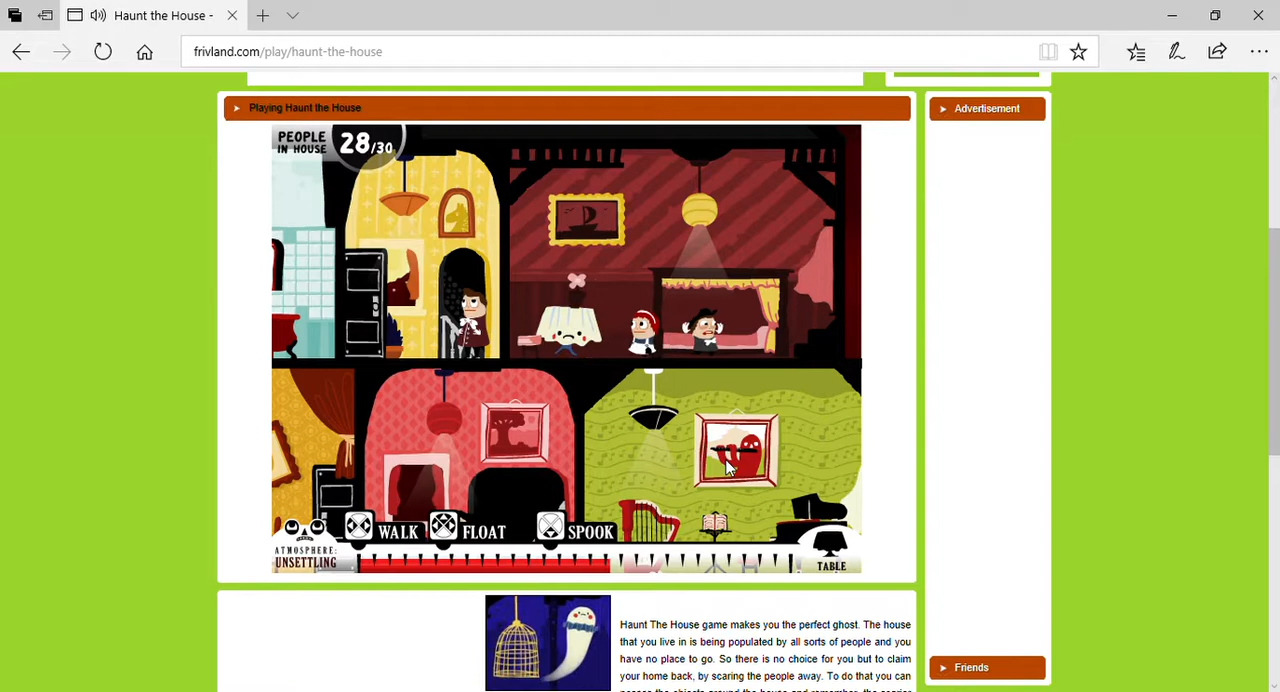 Haunt the House -
frivland.com/play/haunt-the-house
Playing Haunt the House
Advertisement
PEOPLE
IN HOUSE
28/30
WALK
FLOAT
SPOOK
ATMOSPHERE:
UNSETTLING
TABLE
Haunt The House game makes you the perfect ghost. The house
that you live in is being populated by all sorts of people and you
have no place to go. So there is no choice for you but to claim
your home back, by scaring the people away. To do that you can
Friends